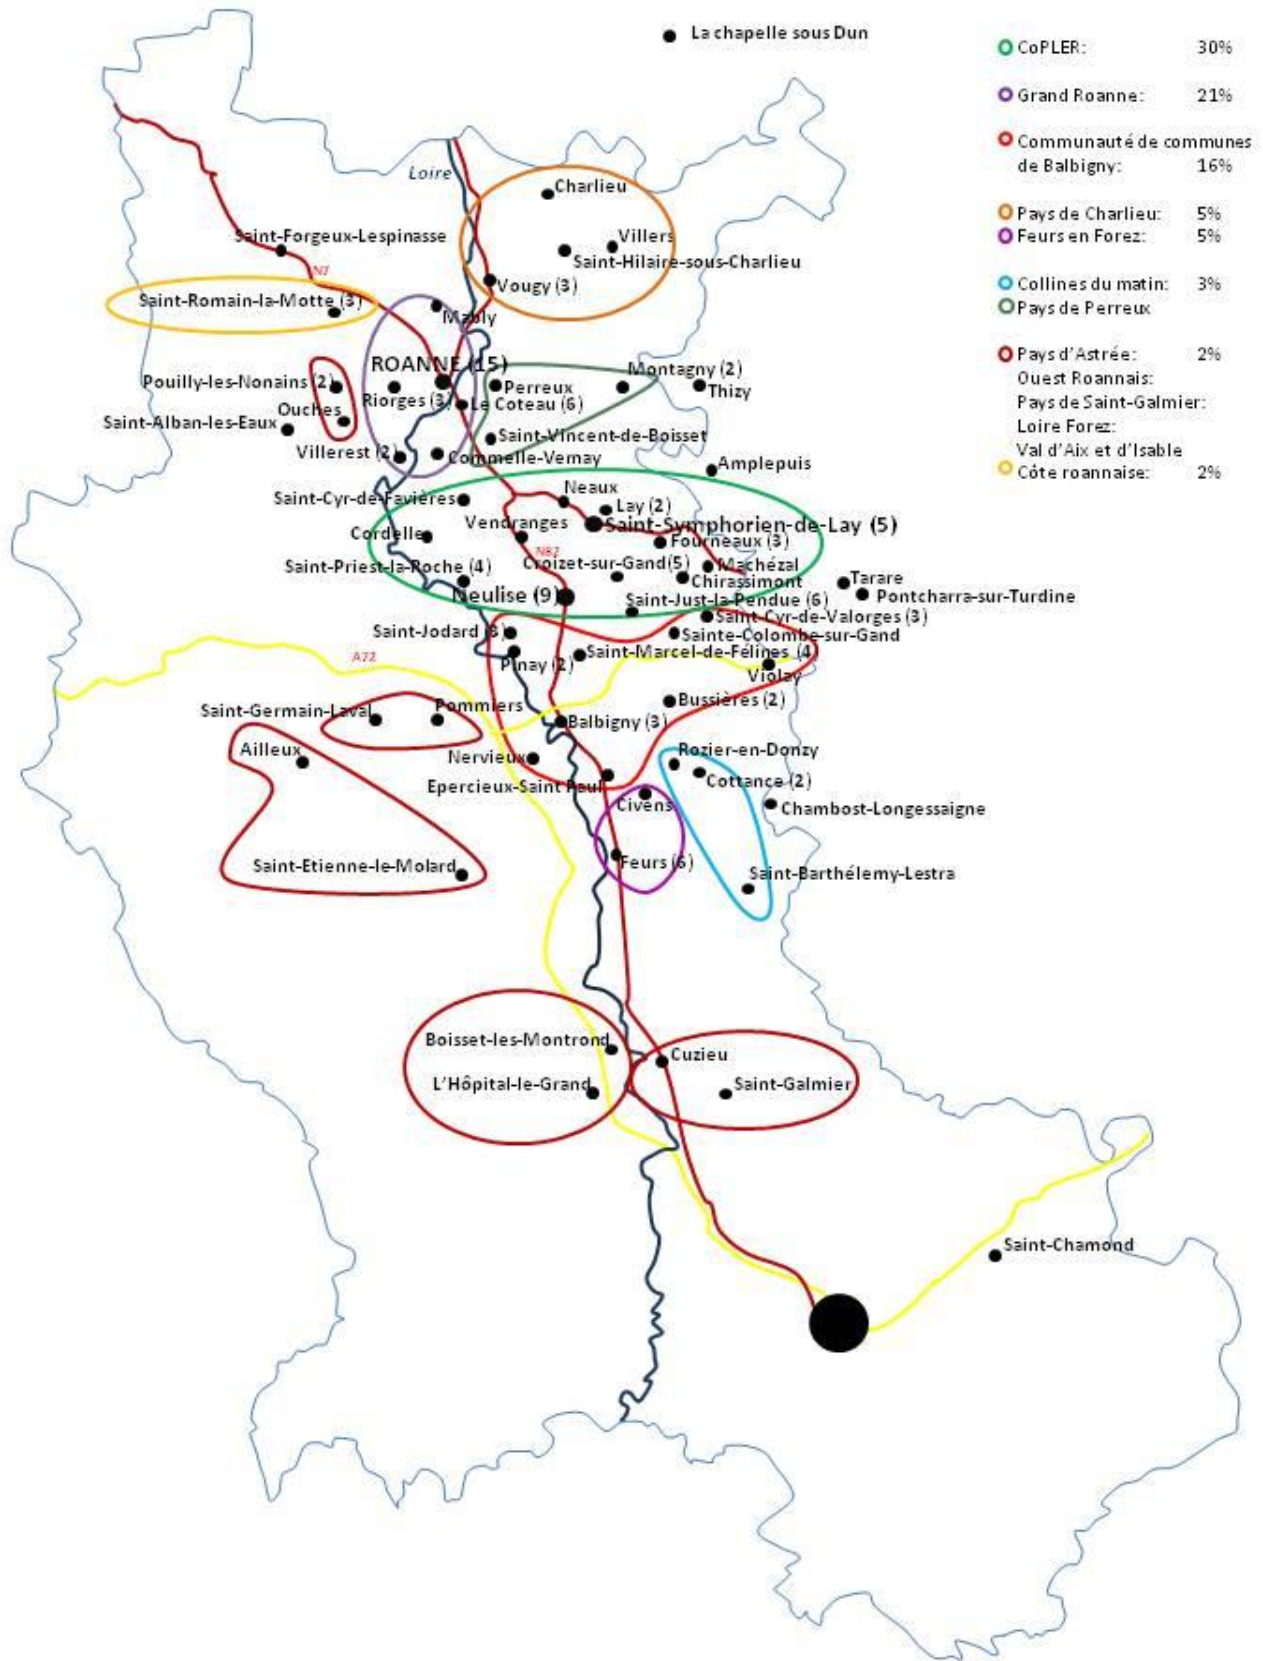 La chapelle sous Dun
CoPLER: 30%
Grand Roanne: 21%
Communauté de communes
de Balbigny: 16%
Pays de Charlieu: 5%
Feurs en Forez: 5%
Collines du matin: 3%
Pays de Perreux
Pays d'Astrée: 2%
Ouest Roannais:
Pays de Saint-Galmier:
Loire Forez:
Val d'Aix et d'Isable
Côte roannaise: 2%
Loire
Charlieu
Saint-Forgeux-Lespinasse
Villers
Saint-Hilaire-sous-Charlieu
N7
Vougy (3)
Saint-Romain-la-Motte (3)
Mably
ROANNE (15)
Montagny (2)
Pouilly-les-Nonains (2)
Perreux
Thizy
Riorges (3)
Le Coteau (6)
Ouches
Saint-Alban-les-Eaux
Saint-Vincent-de-Boisset
Villerest (2)
Commelle-Vernay
Amplepuis
Neaux
Saint-Cyr-de-Favières
Lay (2)
Vendranges
Saint-Symphorien-de-Lay (5)
Cordelle
Fourneaux (3)
N82
Croizet-sur-Gand(5)
Machézal
Saint-Priest-la-Roche (4)
Chirassimont
Tarare
Neulise (9)
Pontcharra-sur-Turdine
Saint-Just-la-Pendue (6)
Saint-Cyr-de-Valorges (3)
Saint-Jodard (3)
Sainte-Colombe-sur-Gand
A72
Pinay (2)
Saint-Marcel-de-Félines (4)
Violay
Bussières (2)
Saint-Germain-Laval
Pommiers
Balbigny (3)
Ailleux
Nervieux
Rozier-en-Donzy
Epercieux-Saint Paul
Cottance (2)
Civens
Chambost-Longessaigne
Saint-Etienne-le-Molard
Feurs (6)
Saint-Barthélemy-Lestra
Boisset-les-Montrond
Cuzieu
L'Hôpital-le-Grand
Saint-Galmier
Saint-Chamond